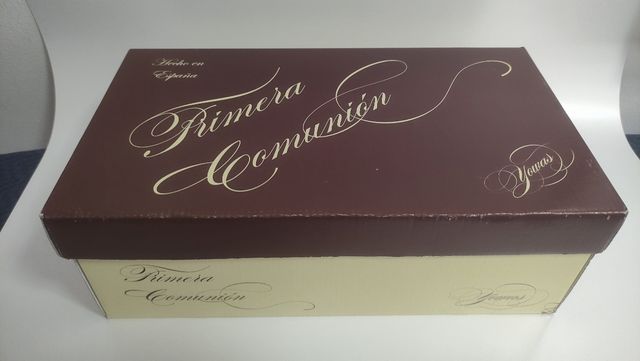 Hecho en
España
Primera
Comunión
Yowas
Primera
Comunión
Yowas